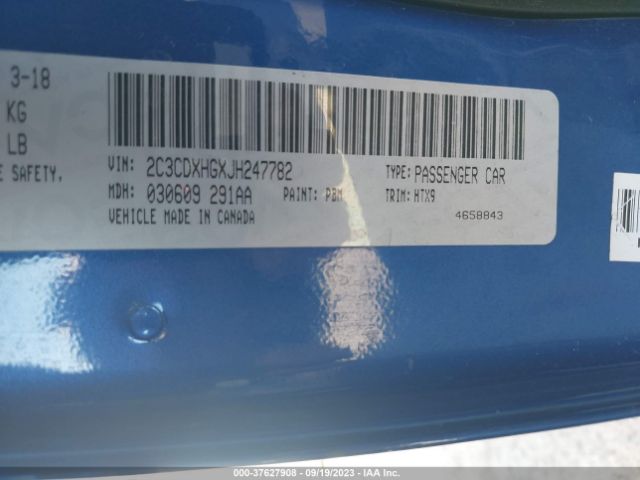 3-18
KG
LB
E SAFETY.
VIN: 2C3CDXHGXJH247782 TYPE: PASSENGER CAR
MDH: 030609 291AA PAINT: PBM TRIM: HTX9
VEHICLE MADE IN CANADA 4658843
000-37627908 - 09/19/2023 - IAA Inc. Copyright